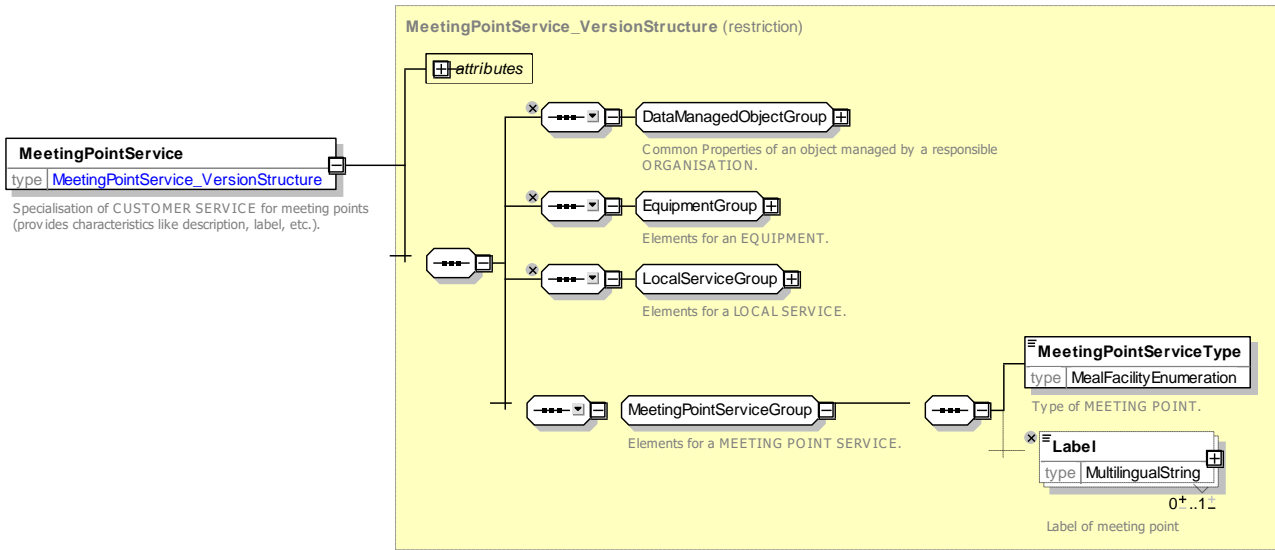 MeetingPointService_VersionStructure (restriction)
attributes
DataManagedObjectGroup
Common Properties of an object managed by a responsible
ORGANISATION.
MeetingPointService
type MeetingPointService_VersionStructure
Specialisation of CUSTOMER SERVICE for meeting points
(provides characteristics like description, label, etc.).
EquipmentGroup
Elements for an EQUIPMENT.
LocalServiceGroup
Elements for a LOCAL SERVICE.
MeetingPointServiceGroup
Elements for a MEETING POINT SERVICE.
MeetingPointServiceType
type MealFacilityEnumeration
Type of MEETING POINT.
Label
type MultilingualString
0±..1±
Label of meeting point